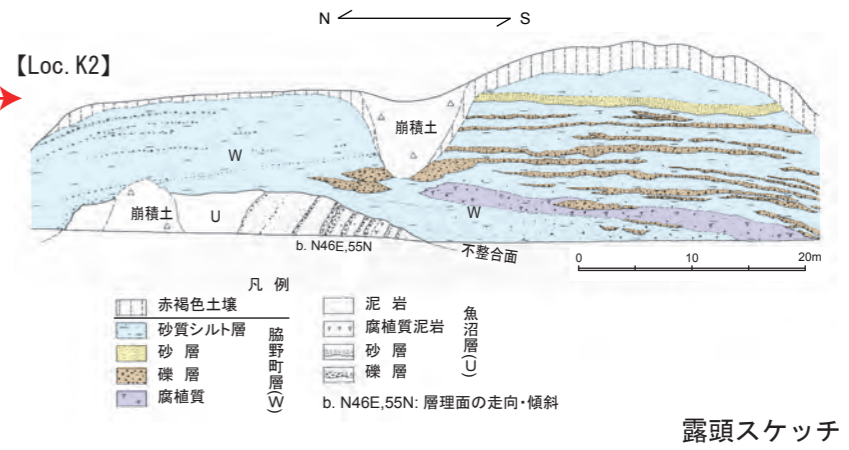 N S
【Loc. K2】
崩積土
W
崩積土
U
W
b. N46E,55N
不整合面
0 10 20m
凡 例
赤褐色土壌
砂質シルト層
砂 層
礫 層
腐植質
脇野町層(W)
泥 岩
腐植質泥岩
砂 層
礫 層
魚沼層(U)
b. N46E,55N: 層理面の走向・傾斜
露頭スケッチ